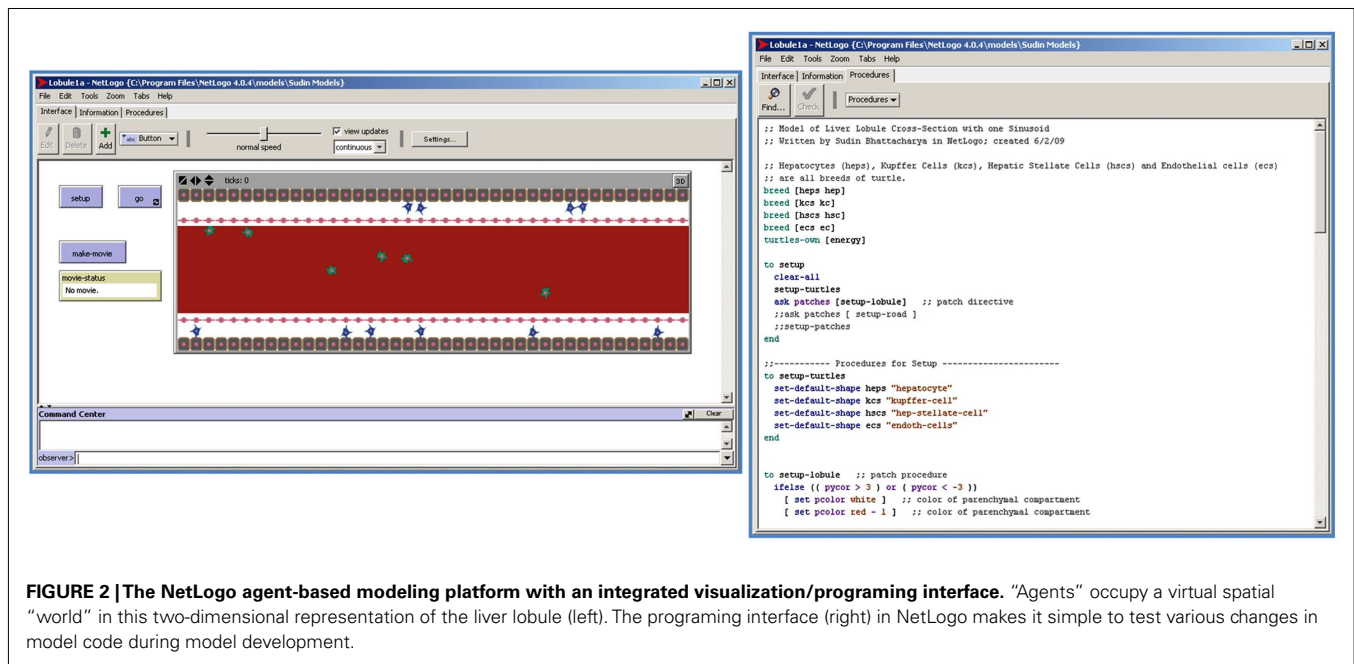 Lobule1a - NetLogo {C:\Program Files\NetLogo 4.0.4\models\Sudin Models}
File Edit Tools Zoom Tabs Help
Interface Information Procedures
Edit Delete Add abc Button normal speed view updates continuous Settings...
ticks: 0 3D
setup go
make-movie
movie-status
No movie.
Command Center Clear
observer>
Lobule1a - NetLogo {C:\Program Files\NetLogo 4.0.4\models\Sudin Models}
File Edit Tools Zoom Tabs Help
Interface Information Procedures
Find... Check Procedures
;; Model of Liver Lobule Cross-Section with one Sinusoid
;; Written by Sudin Bhattacharya in NetLogo; created 6/2/09
;; Hepatocytes (heps), Kupffer Cells (kcs), Hepatic Stellate Cells (hscs) and Endothelial cells (ecs)
;; are all breeds of turtle.
breed [heps hep]
breed [kcs kc]
breed [hscs hsc]
breed [ecs ec]
turtles-own [energy]
to setup
clear-all
setup-turtles
ask patches [setup-lobule] ;; patch directive
;;ask patches [ setup-road ]
;;setup-patches
end
;;----------- Procedures for Setup -----------------------
to setup-turtles
set-default-shape heps "hepatocyte"
set-default-shape kcs "kupffer-cell"
set-default-shape hscs "hep-stellate-cell"
set-default-shape ecs "endoth-cells"
end
to setup-lobule ;; patch procedure
ifelse (( pycor > 3 ) or ( pycor < -3 ))
[ set pcolor white ] ;; color of parenchymal compartment
[ set pcolor red - 1 ] ;; color of parenchymal compartment
FIGURE 2 | The NetLogo agent-based modeling platform with an integrated visualization/programing interface. "Agents" occupy a virtual spatial
"world" in this two-dimensional representation of the liver lobule (left). The programing interface (right) in NetLogo makes it simple to test various changes in
model code during model development.